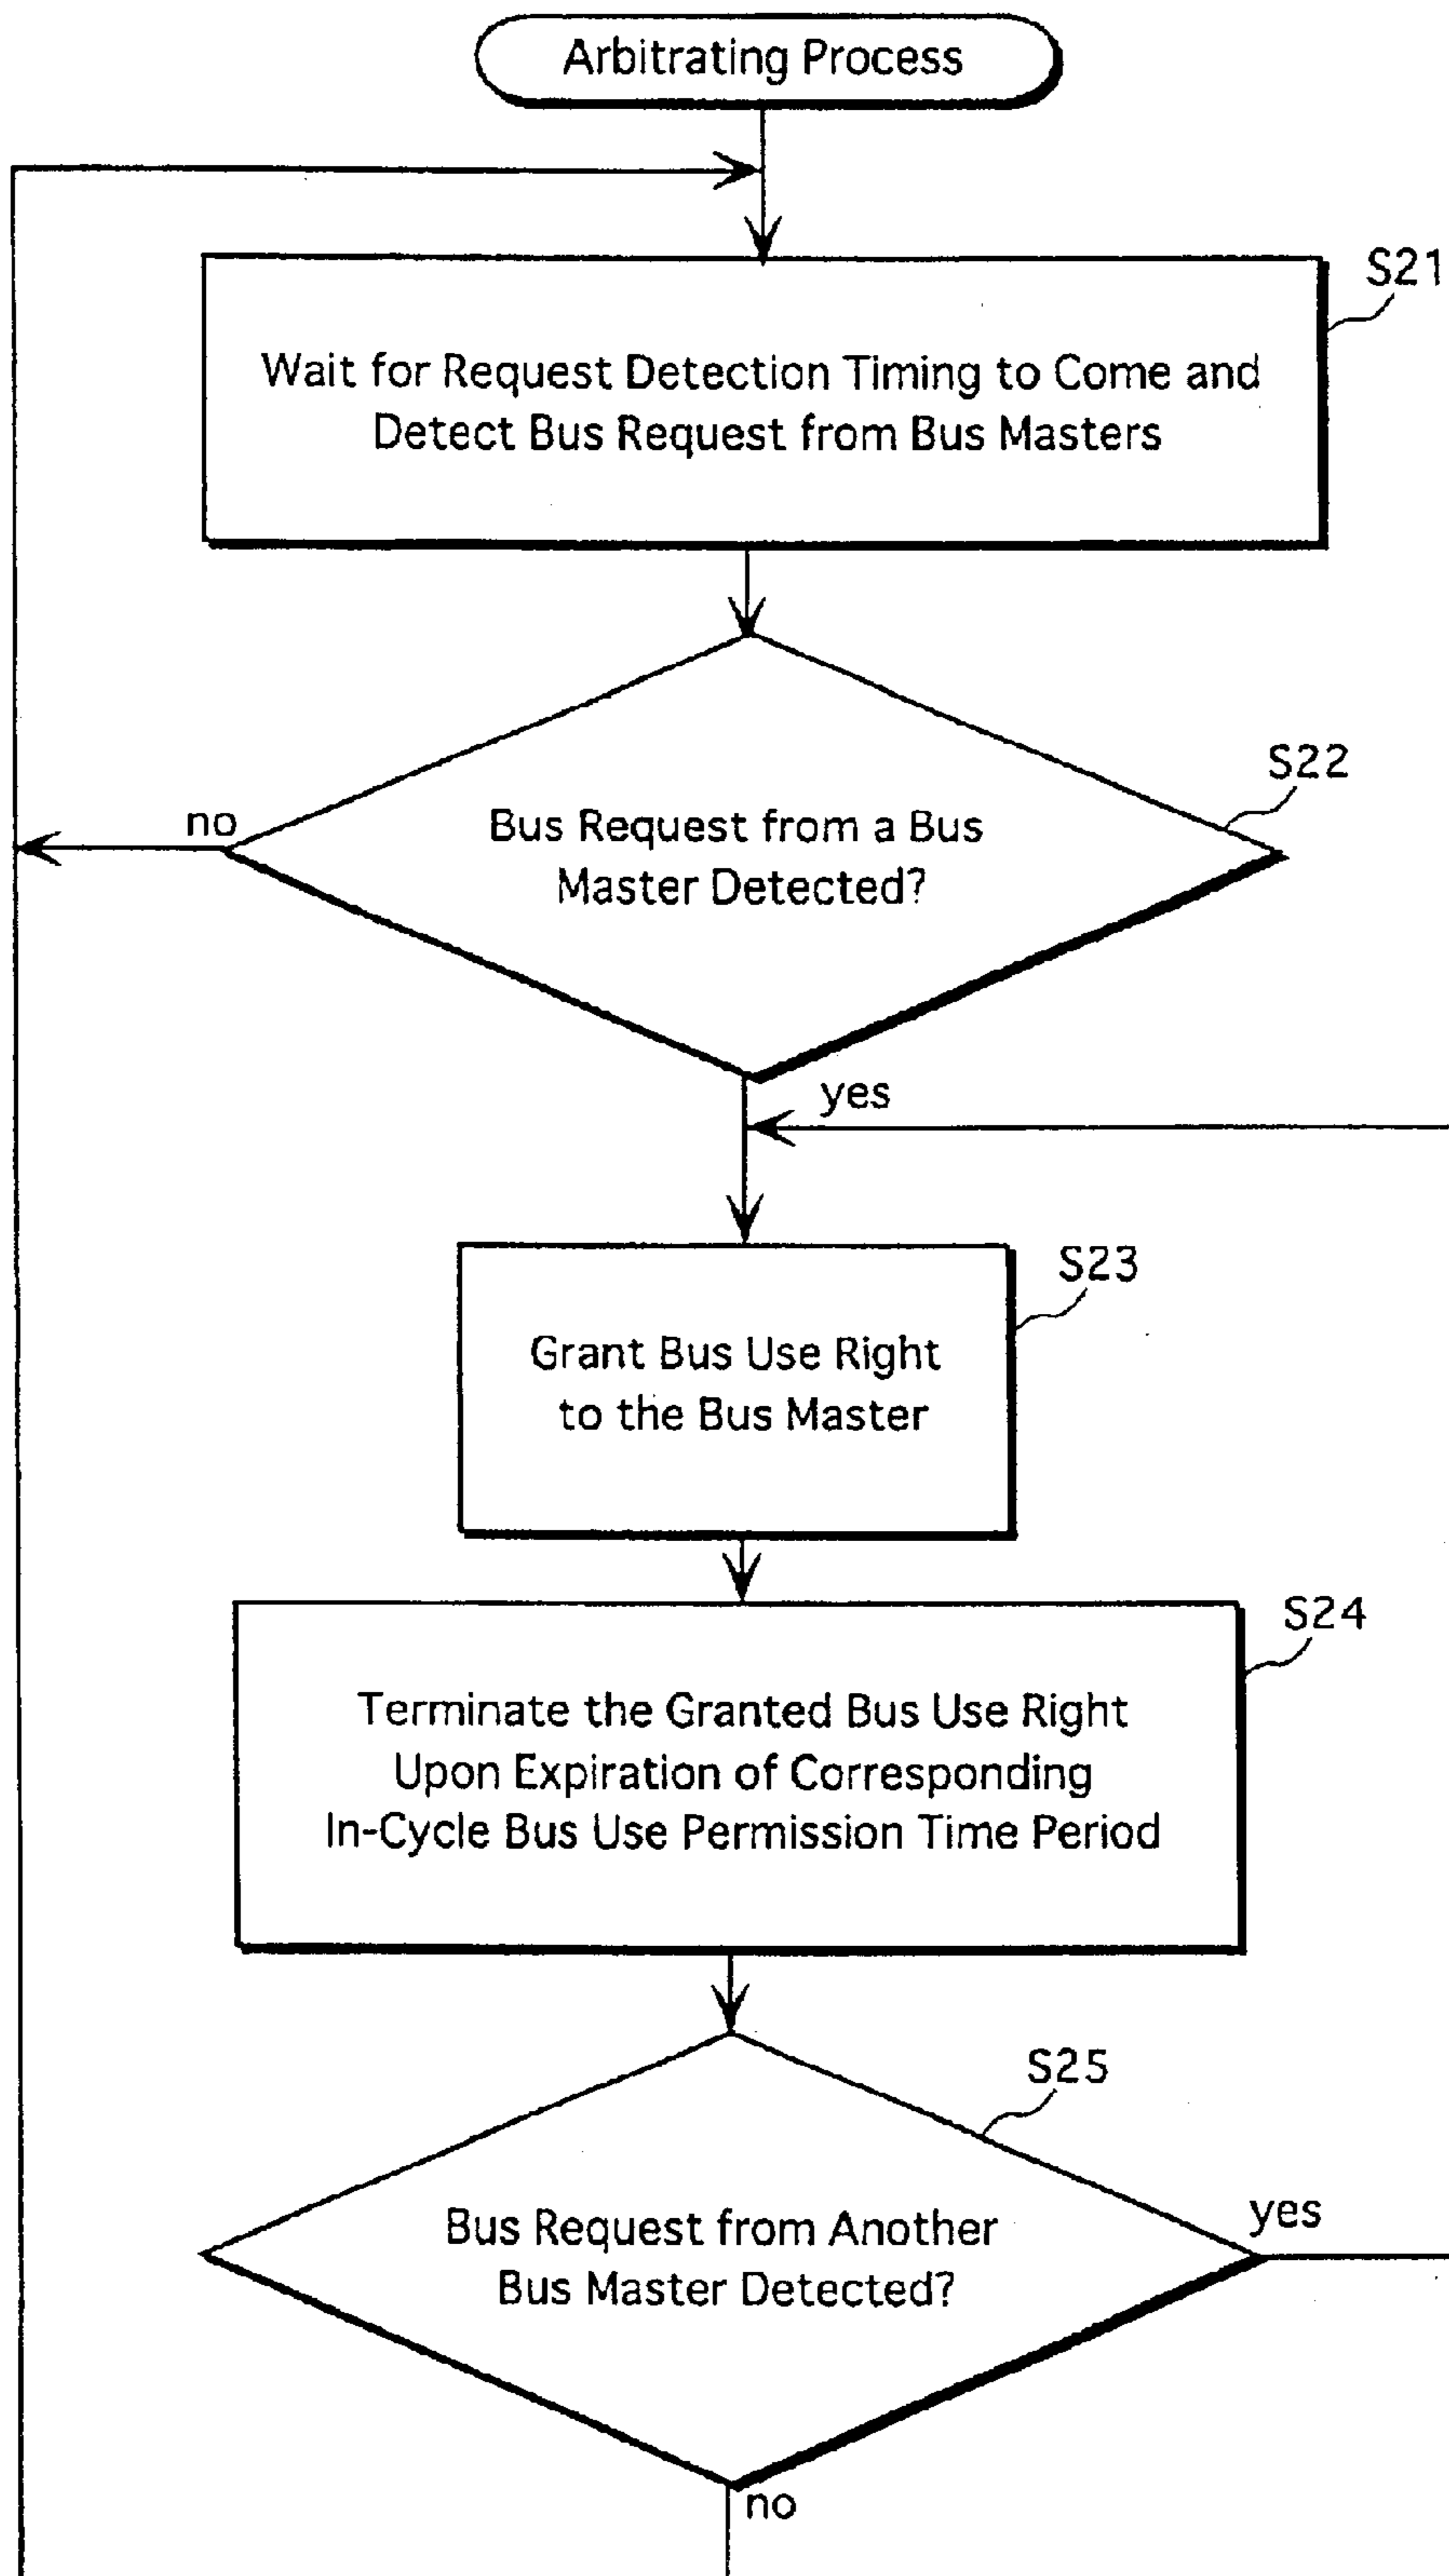 Arbitrating Process
S21
Wait for Request Detection Timing to Come and
Detect Bus Request from Bus Masters
S22
no
Bus Request from a Bus
Master Detected?
yes
S23
Grant Bus Use Right
to the Bus Master
S24
Terminate the Granted Bus Use Right
Upon Expiration of Corresponding
In-Cycle Bus Use Permission Time Period
S25
yes
Bus Request from Another
Bus Master Detected?
no